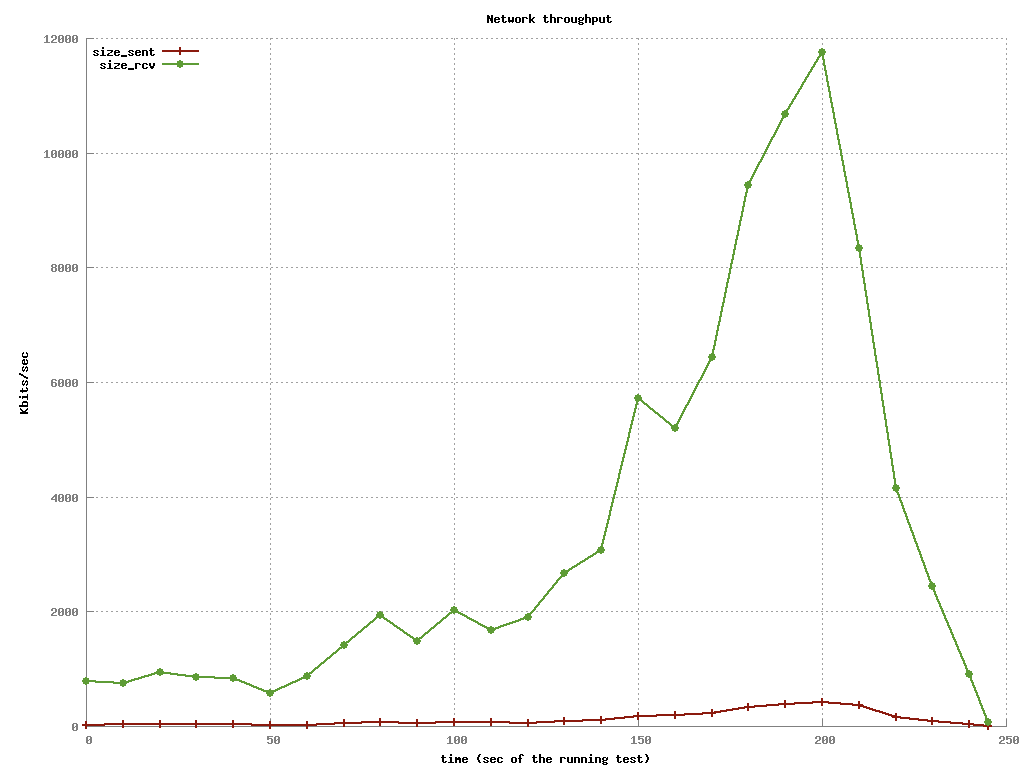 Network throughput
12000
size_sent
size_rcv
10000
8000
6000
Kbits/sec
4000
2000
0
0 50 100 150 200 250
time (sec of the running test)